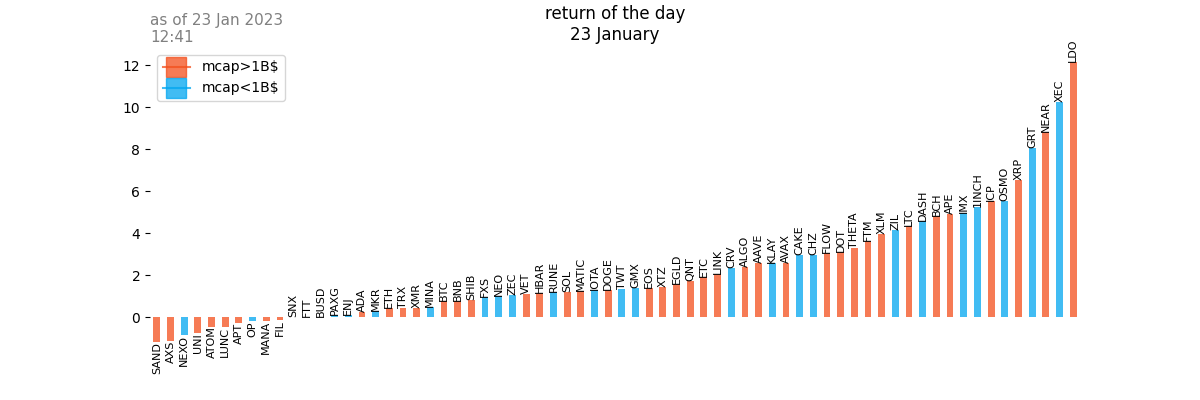 as of 23 Jan 2023
12:41
return of the day
23 January
mcap>1B$
mcap<1B$
12
10
8
6
4
2
0
SAND
AXS
NEXO
UNI
ATOM
LUNC
APT
OP
MANA
FIL
SNX
FTT
BUSD
PAXG
ENJ
ADA
MKR
ETH
TRX
XMR
MINA
BTC
BNB
SHIB
FXS
NEO
ZEC
VET
HBAR
RUNE
SOL
MATIC
IOTA
DOGE
TWT
GMX
EOS
XTZ
EGLD
QNT
ETC
LINK
CRV
ALGO
AAVE
KLAY
AVAX
CAKE
CHZ
FLOW
DOT
THETA
FTM
XLM
ZIL
LTC
DASH
BCH
APE
IMX
1INCH
ICP
OSMO
XRP
GRT
NEAR
XEC
LDO